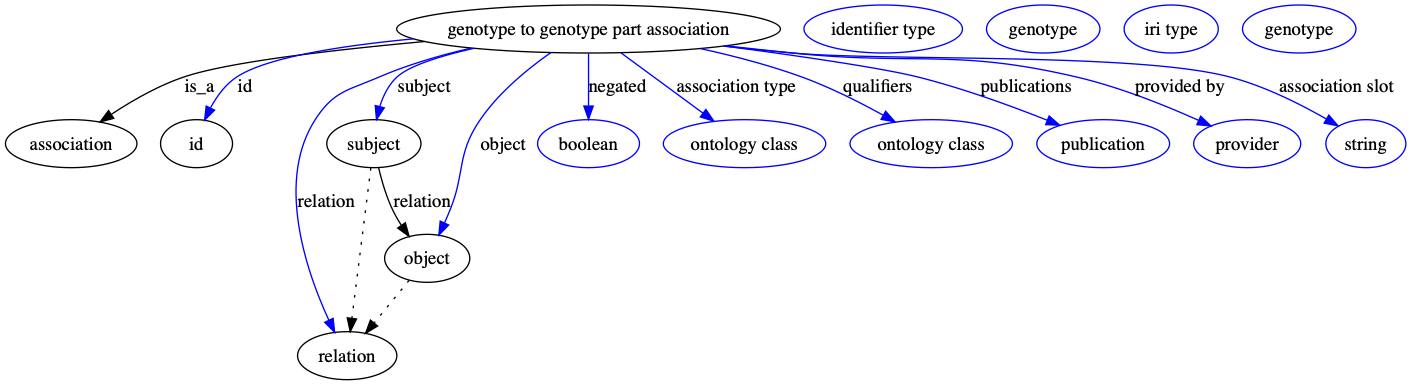 genotype to genotype part association
identifier type
genotype
iri type
genotype
is_a
id
subject
negated
association type
qualifiers
publications
provided by
association slot
association
id
subject
object
boolean
ontology class
ontology class
publication
provider
string
relation
relation
object
relation